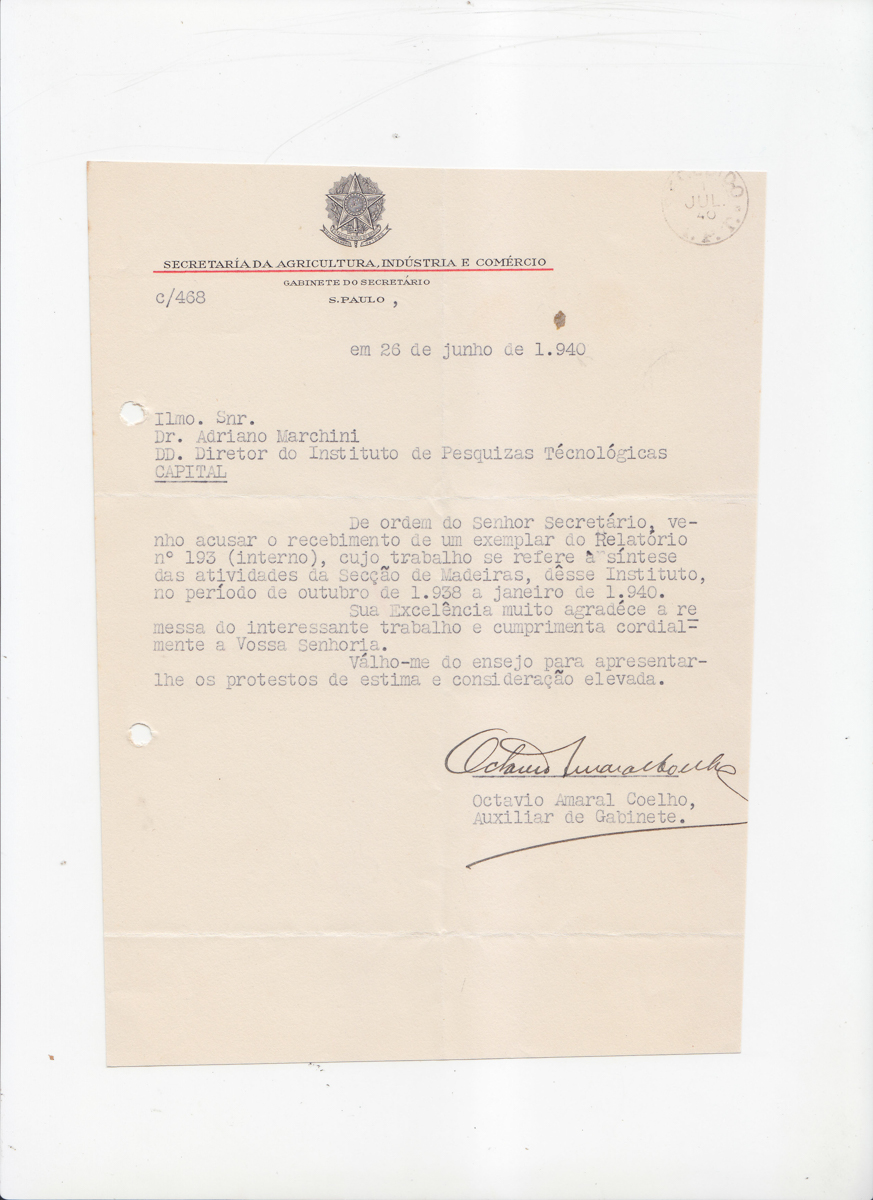 JUL.
40
I.P.T.
SECRETARÍA DA AGRICULTURA, INDÚSTRIA E COMÉRCIO
GABINETE DO SECRETÁRIO
c/468
S. PAULO ,
em 26 de junho de 1.940
Ilmo. Snr.
Dr. Adriano Marchini
DD. Diretor do Instituto de Pesquizas Técnológicas
CAPITAL
De ordem do Senhor Secretário, ve-
nho acusar o recebimento de um exemplar do Relatório
nº 193 (interno), cujo trabalho se refere à síntese
das atividades da Secção de Madeiras, dêsse Instituto,
no período de outubro de 1.938 a janeiro de 1.940.
Sua Excelência muito agradéce a re
messa do interessante trabalho e cumprimenta cordial-
mente a Vossa Senhoria.
Válho-me do ensejo para apresentar-
lhe os protestos de estima e consideração elevada.
Octavio Amaral Coelho
Octavio Amaral Coelho,
Auxiliar de Gabinete.